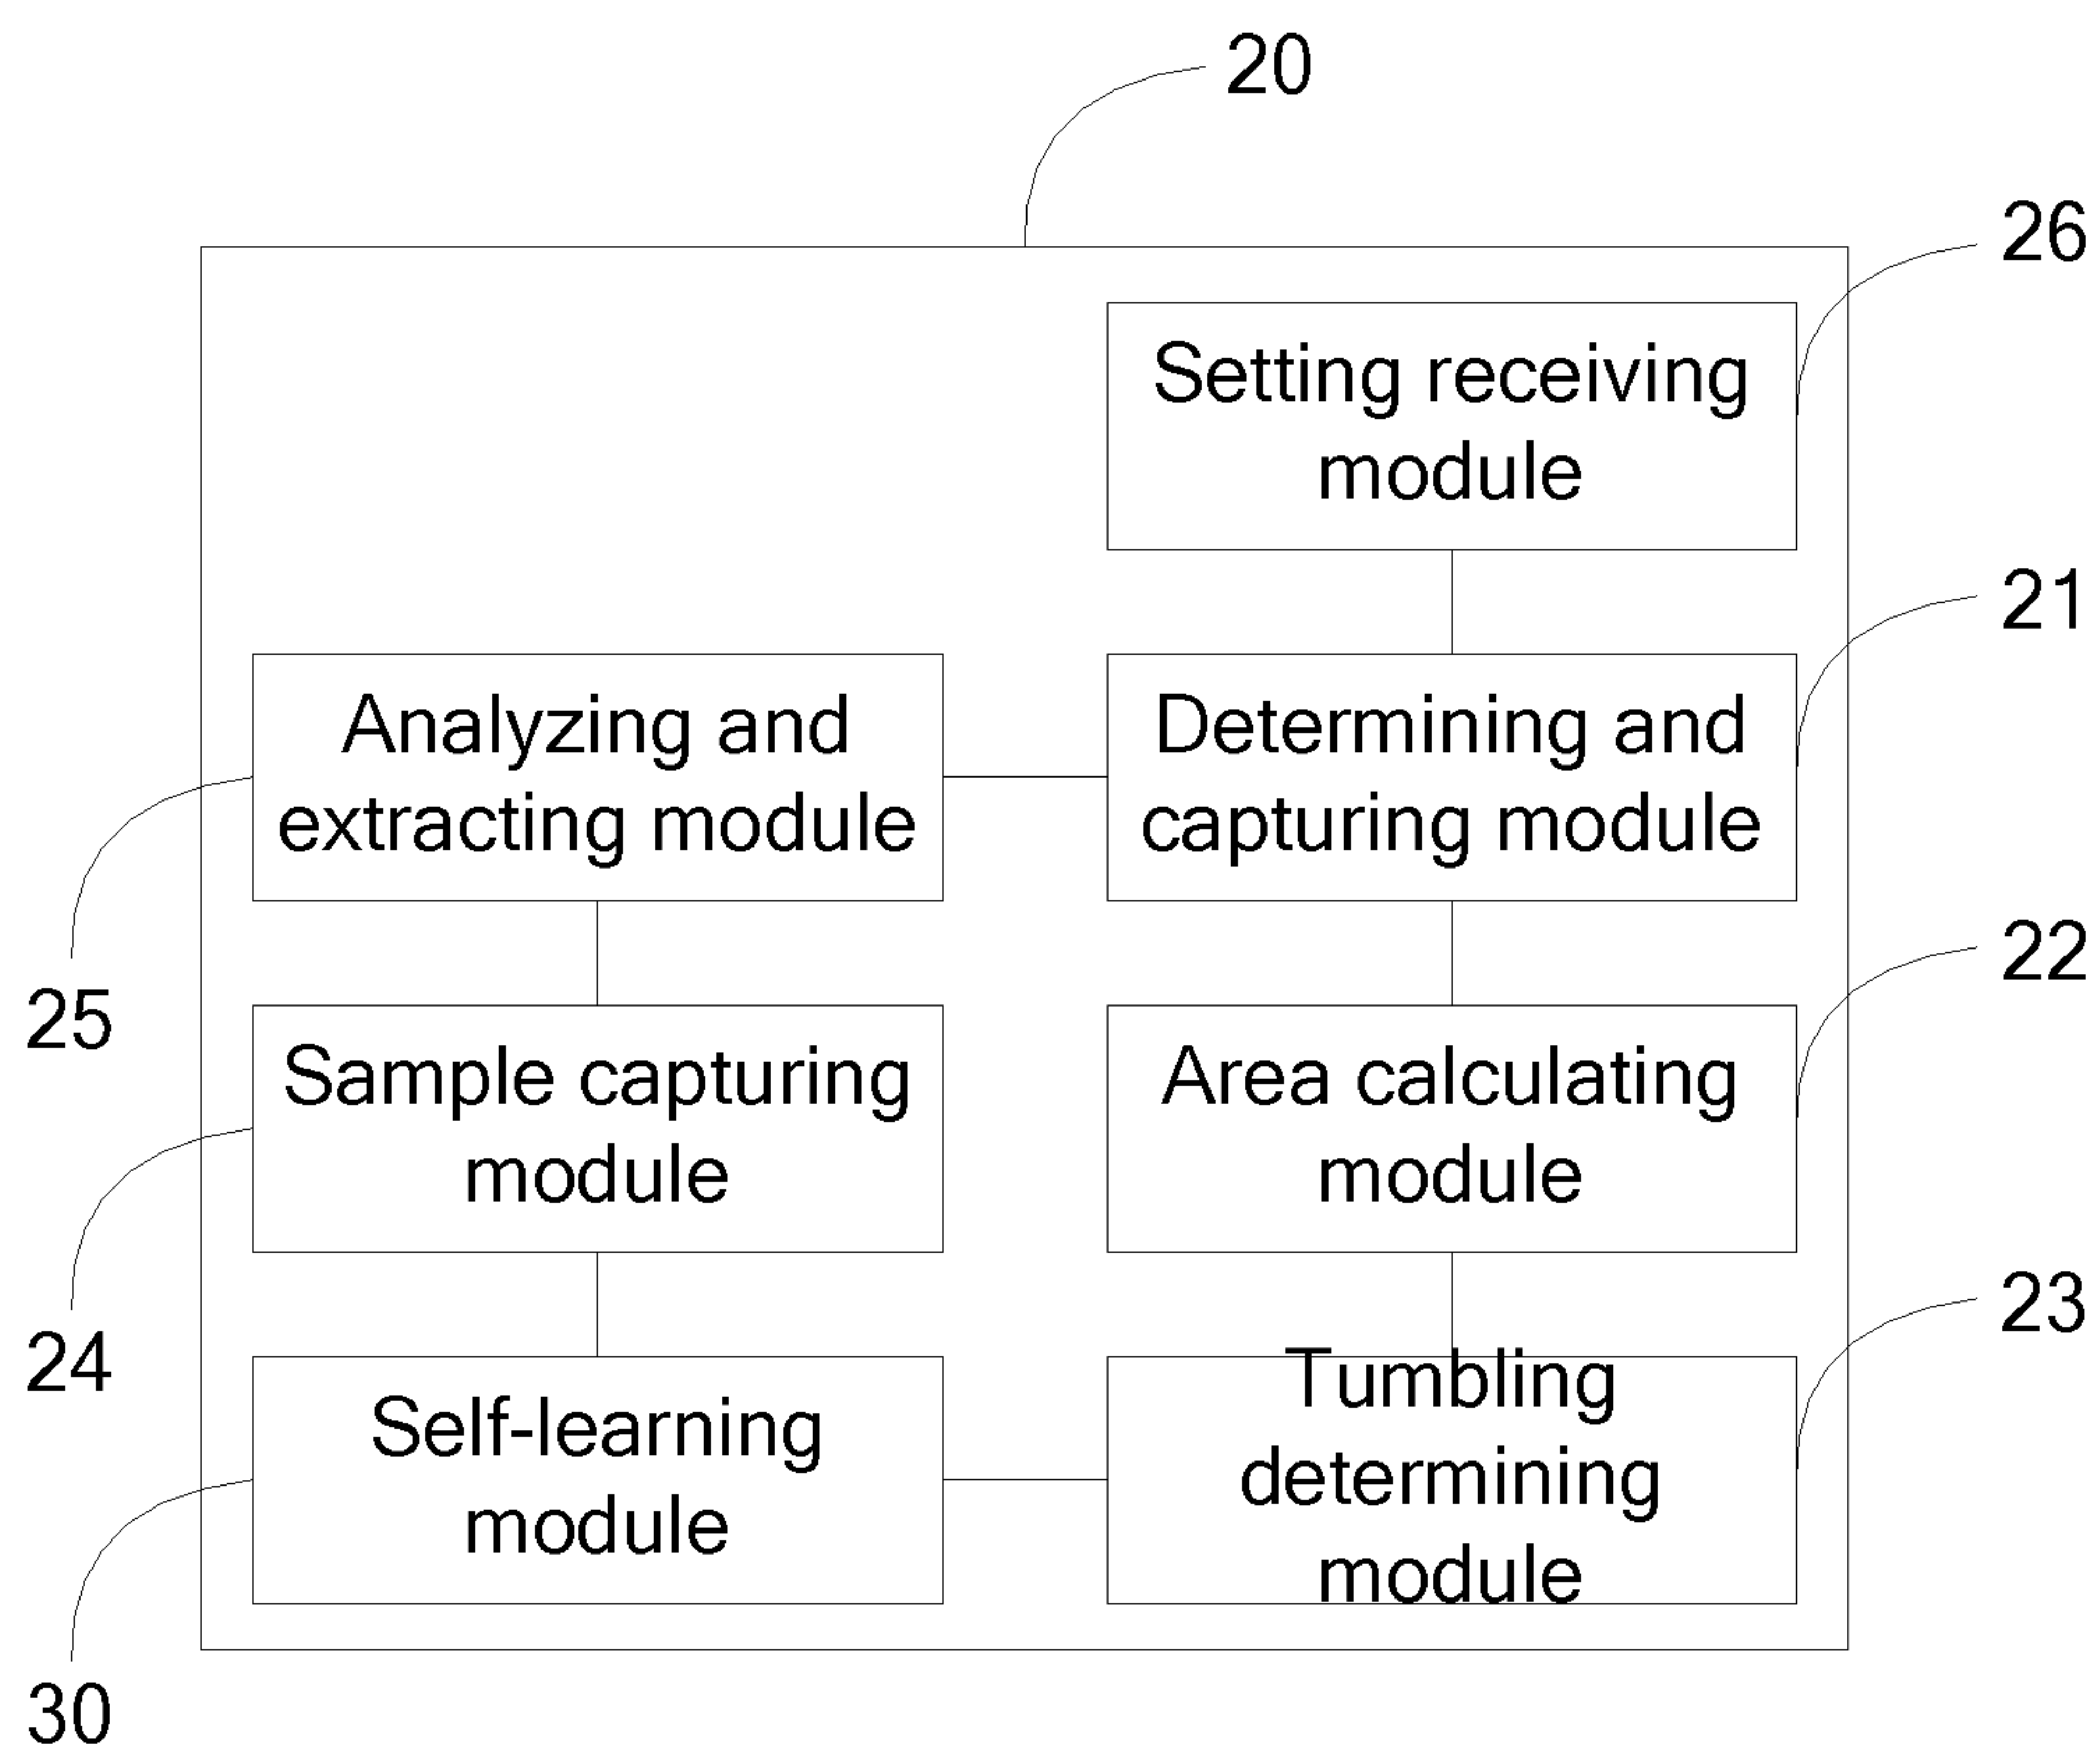 20
26
Setting receiving
module
21
Analyzing and
extracting module
Determining and
capturing module
25
22
Sample capturing
module
Area calculating
module
24
23
Self-learning
module
Tumbling
determining
module
30